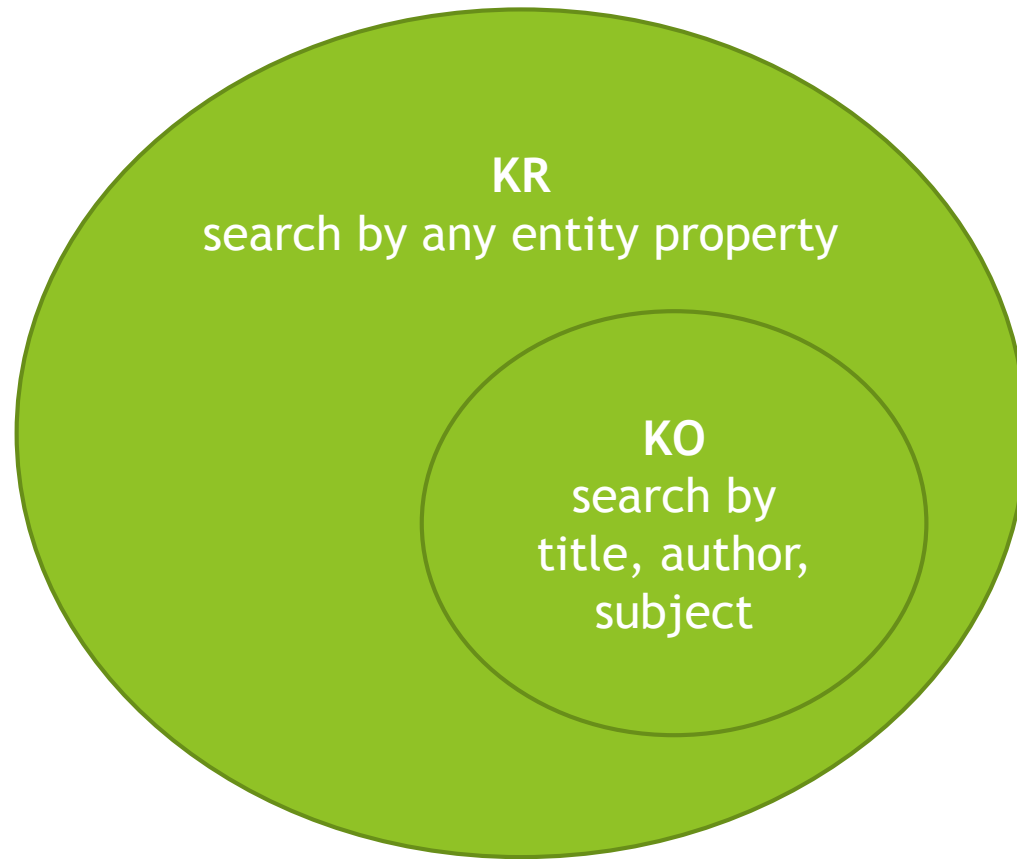 KR
search by any entity property
KO
search by
title, author,
subject